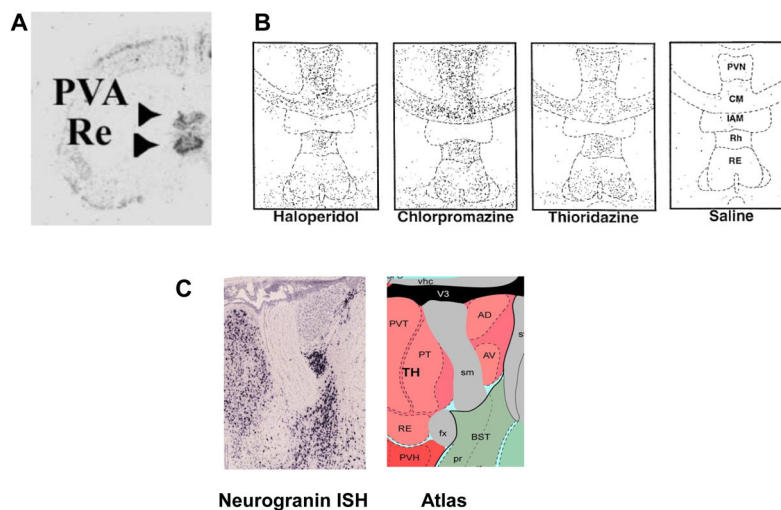 A
PVA
Re
B
PVN
CM
IAM
Rh
RE
Haloperidol
Chlorpromazine
Thioridazine
Saline
C
vhc
V3
PVT
AD
PT
AV
TH
sm
RE
fx
BST
PVH
pr
Neurogranin ISH
Atlas